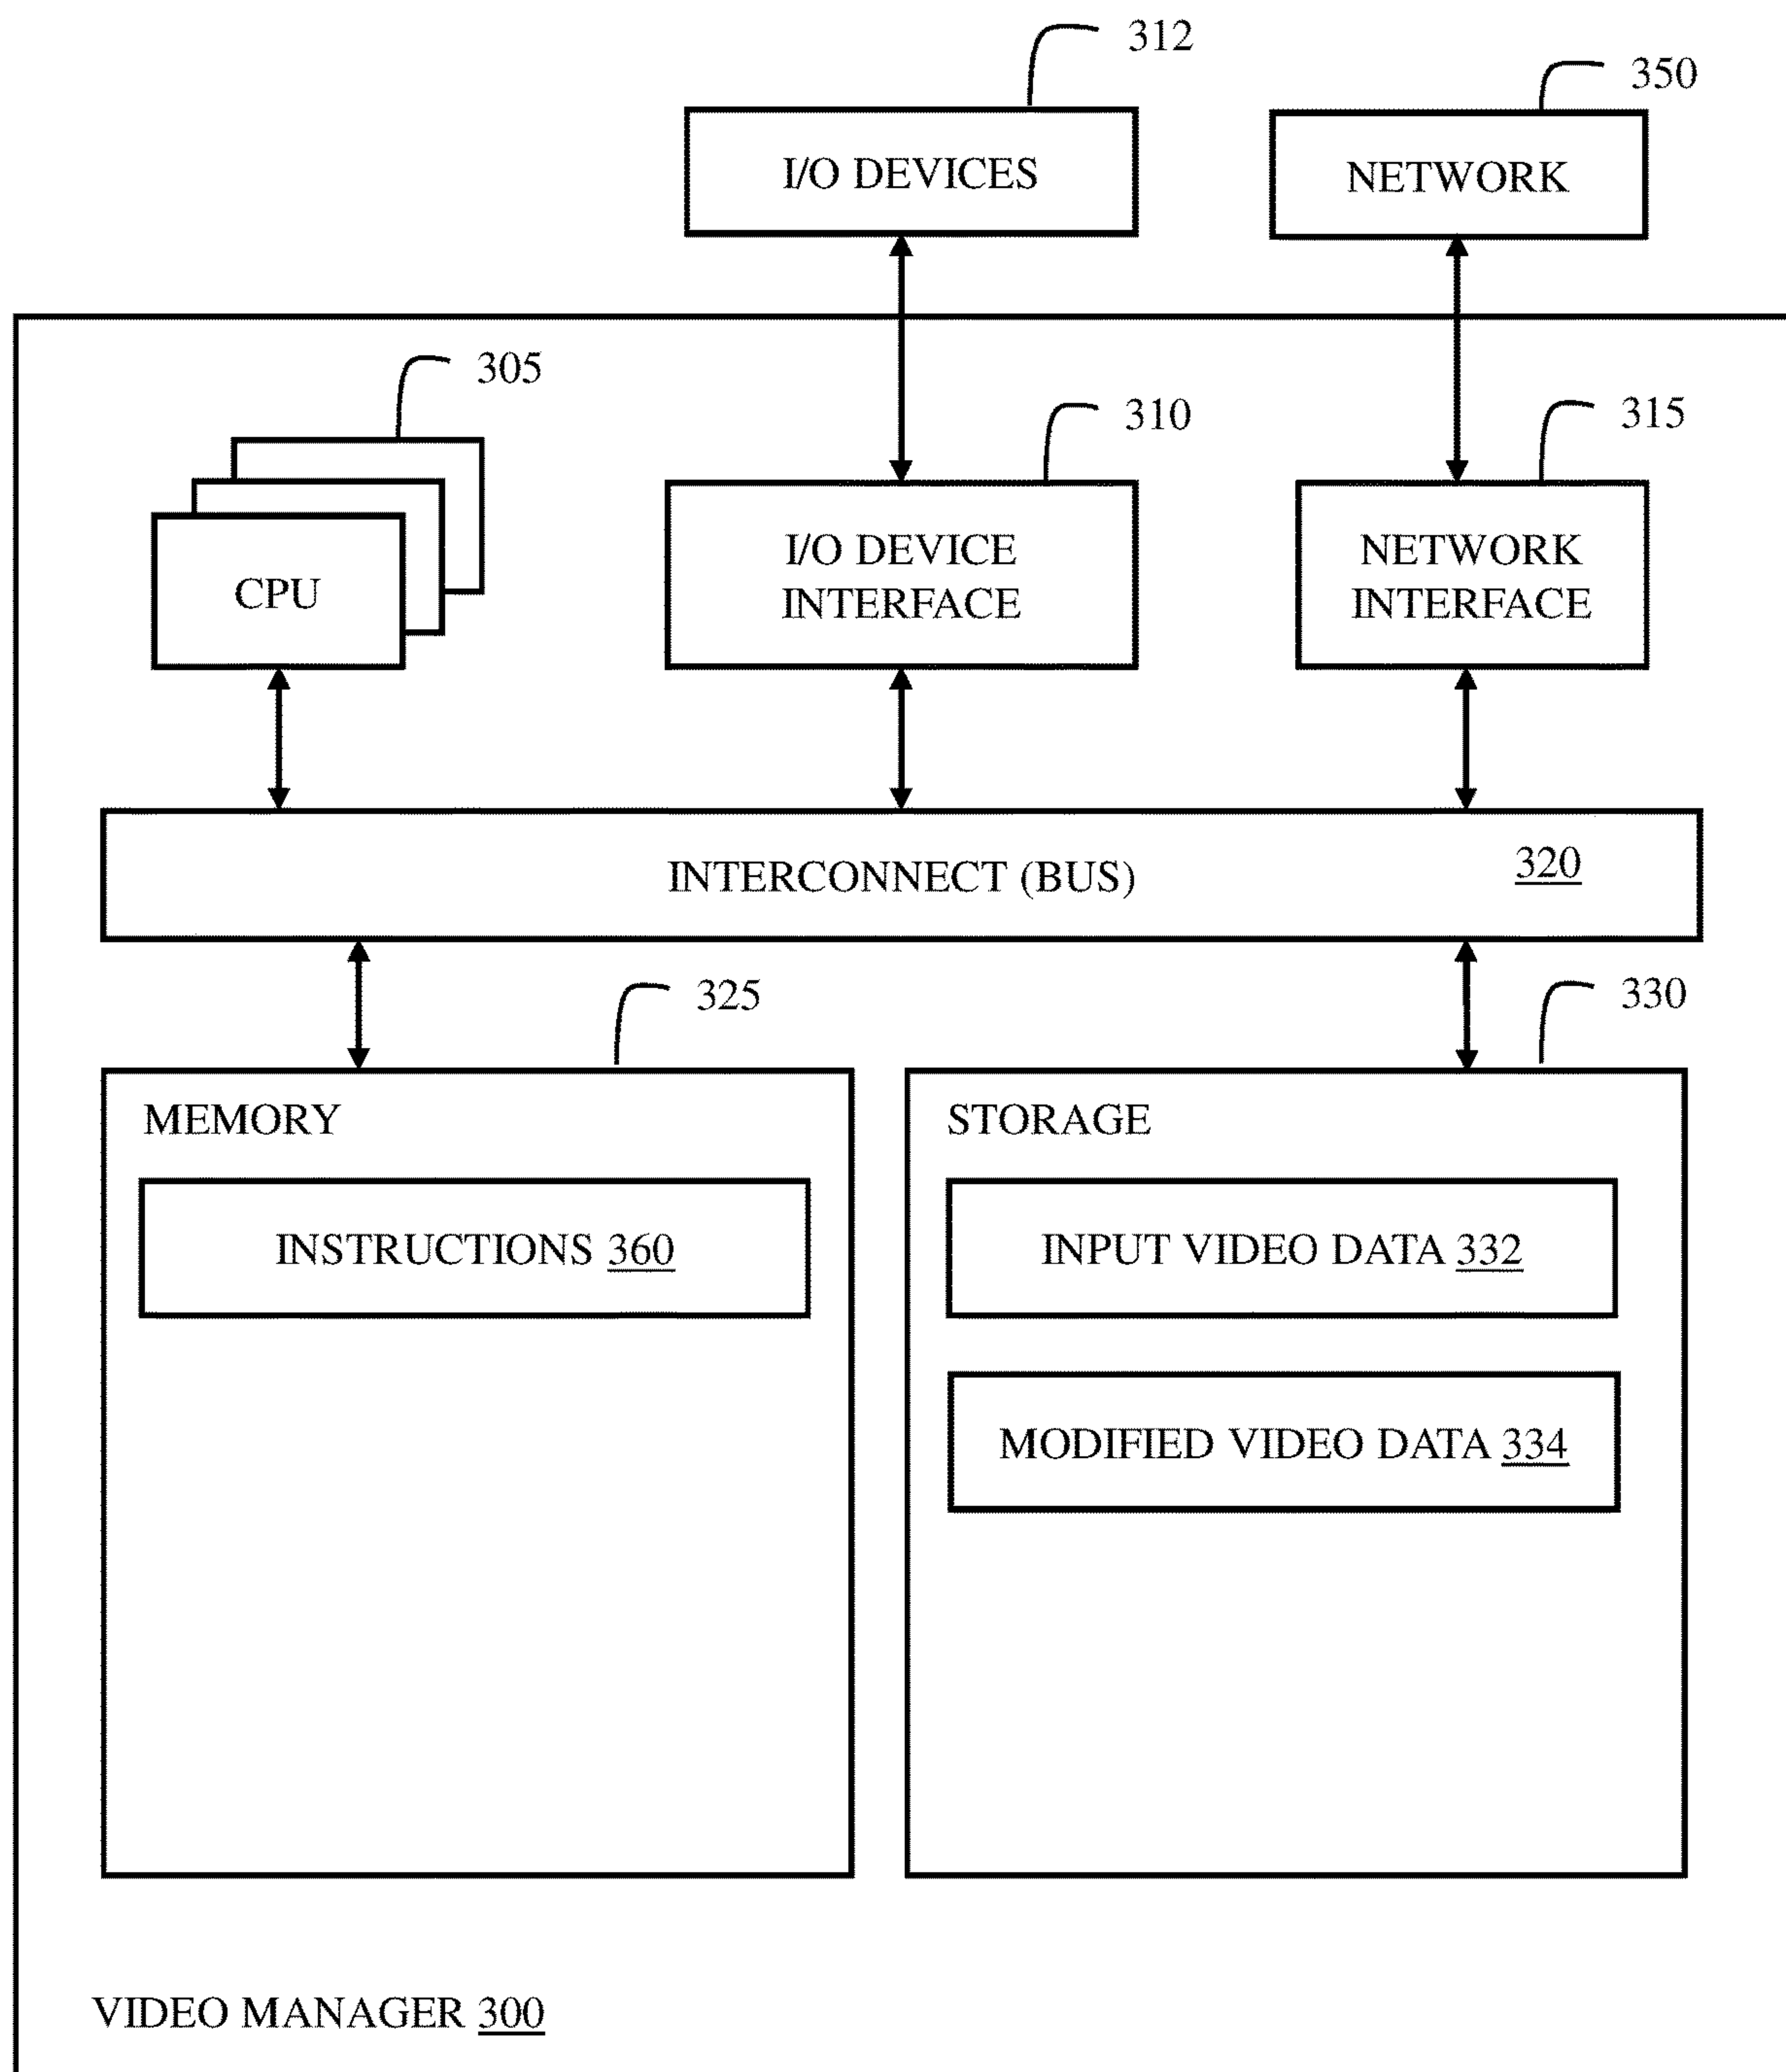 312
350
I/O DEVICES
NETWORK
305
310
315
CPU
I/O DEVICE
INTERFACE
NETWORK
INTERFACE
INTERCONNECT (BUS) 320
325
330
MEMORY
INSTRUCTIONS 360
STORAGE
INPUT VIDEO DATA 332
MODIFIED VIDEO DATA 334
VIDEO MANAGER 300